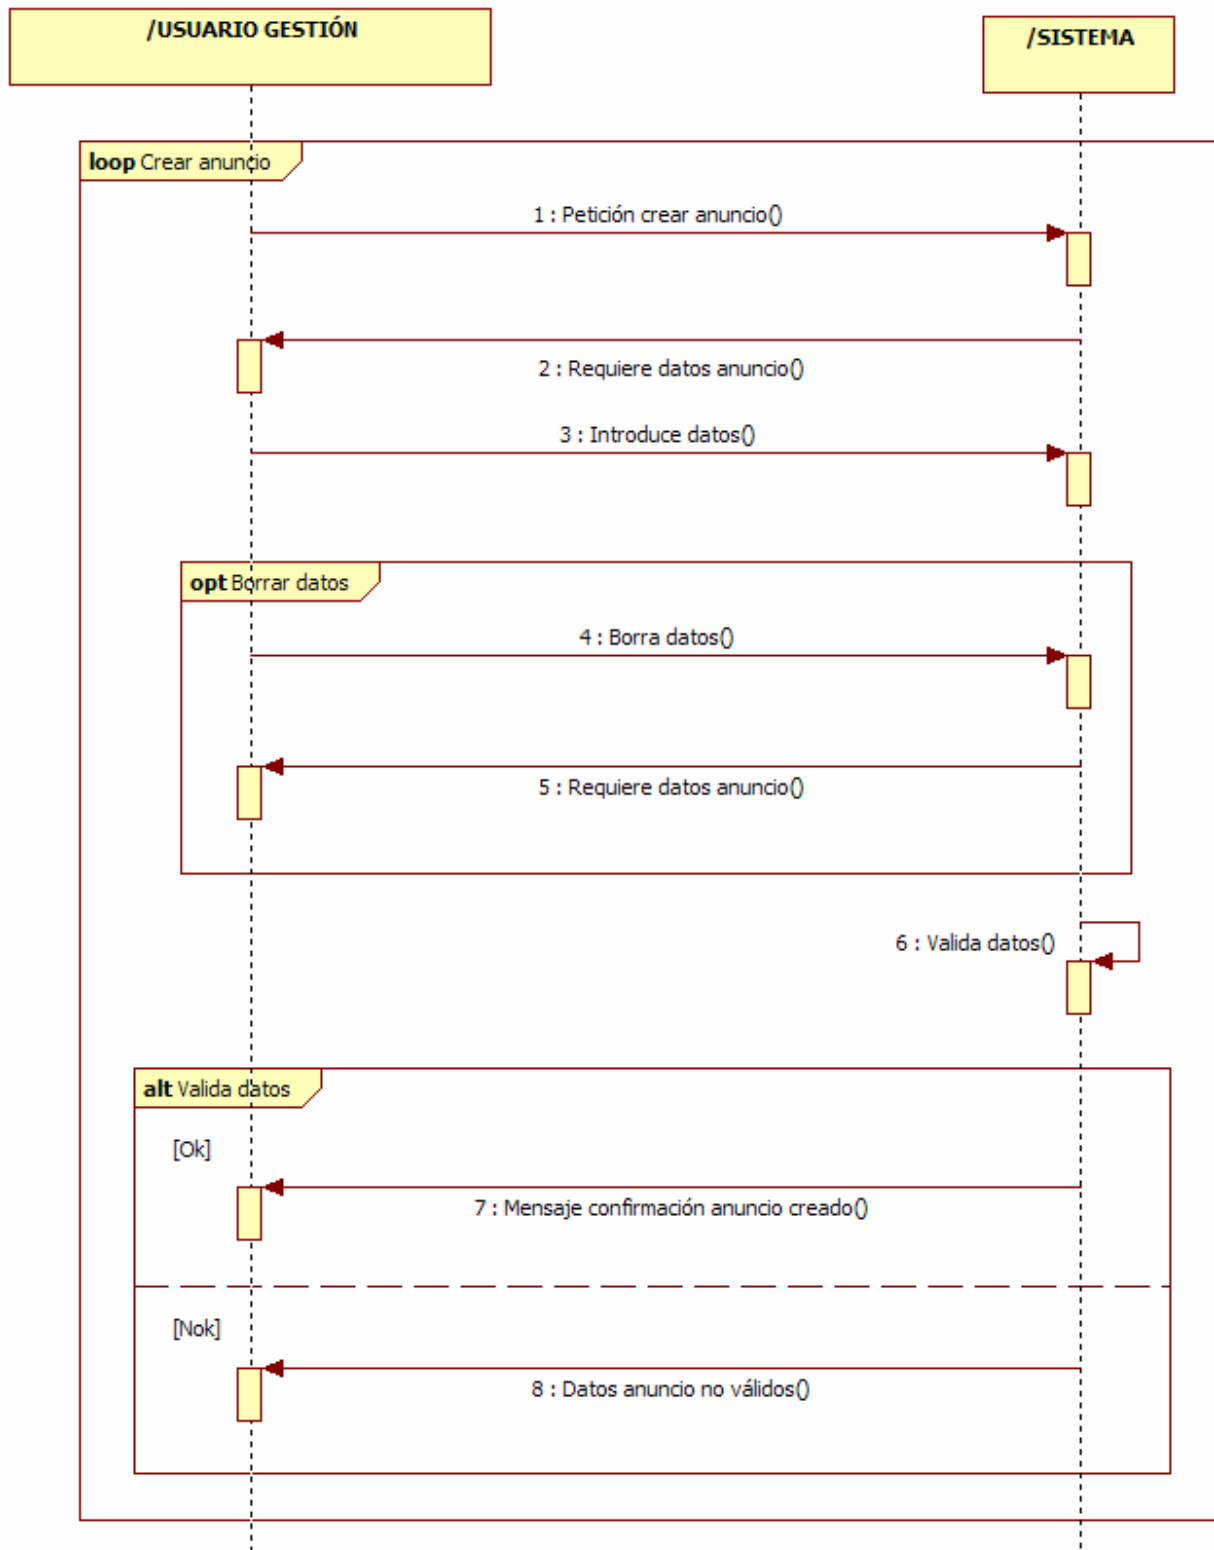 /USUARIO GESTIÓN
/SISTEMA
loop Crear anuncio
1 : Petición crear anuncio()
2 : Requiere datos anuncio()
3 : Introduce datos()
opt Borrar datos
4 : Borra datos()
5 : Requiere datos anuncio()
6 : Valida datos()
alt Valida datos
[Ok]
7 : Mensaje confirmación anuncio creado()
[Nok]
8 : Datos anuncio no válidos()